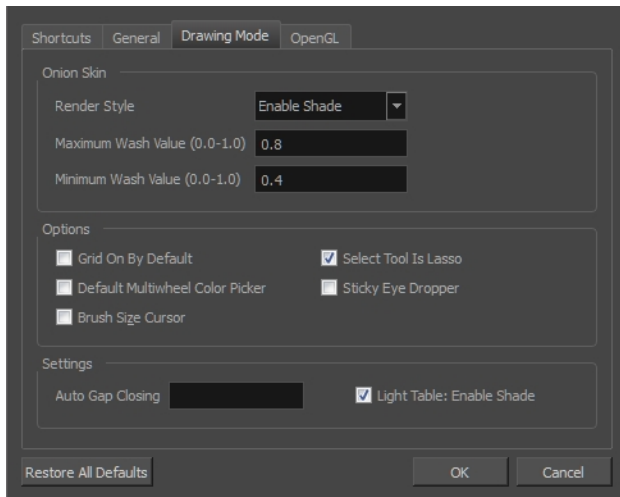 Shortcuts General Drawing Mode OpenGL
Onion Skin
Render Style Enable Shade
Maximum Wash Value (0.0-1.0) 0.8
Minimum Wash Value (0.0-1.0) 0.4
Options
Grid On By Default Select Tool Is Lasso
Default Multiwheel Color Picker Sticky Eye Dropper
Brush Size Cursor
Settings
Auto Gap Closing Light Table: Enable Shade
Restore All Defaults OK Cancel